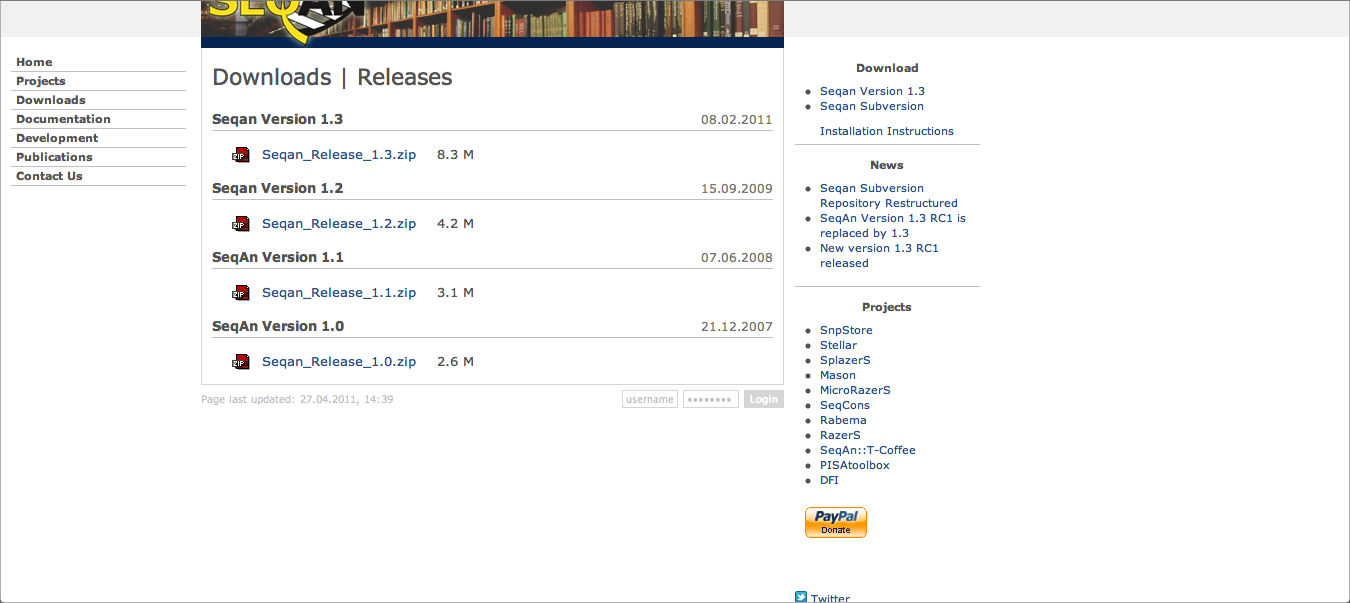 SEQAN
Home
Projects
Downloads
Documentation
Development
Publications
Contact Us
Downloads | Releases
Seqan Version 1.3 08.02.2011
ZIP Seqan_Release_1.3.zip 8.3 M
Seqan Version 1.2 15.09.2009
ZIP Seqan_Release_1.2.zip 4.2 M
SeqAn Version 1.1 07.06.2008
ZIP Seqan_Release_1.1.zip 3.1 M
SeqAn Version 1.0 21.12.2007
ZIP Seqan_Release_1.0.zip 2.6 M
Page last updated: 27.04.2011, 14:39
username •••••••• Login
Download
Seqan Version 1.3
Seqan Subversion
Installation Instructions
News
Seqan Subversion
Repository Restructured
SeqAn Version 1.3 RC1 is
replaced by 1.3
New version 1.3 RC1
released
Projects
SnpStore
Stellar
SplazerS
Mason
MicroRazerS
SeqCons
Rabema
RazerS
SeqAn::T-Coffee
PISAtoolbox
DFI
PayPal
Donate
Twitter